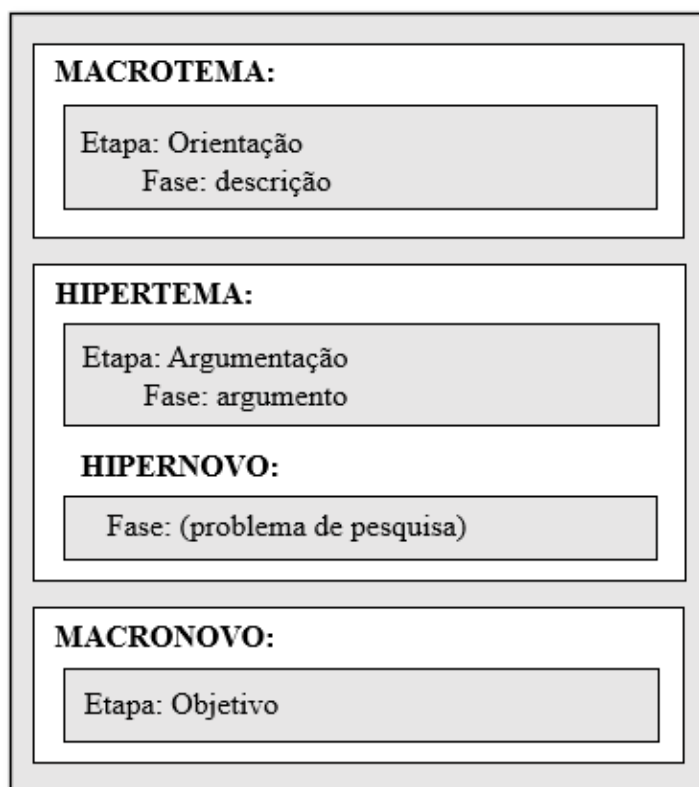 MACROTEMA:
Etapa: Orientação
Fase: descrição
HIPERTEMA:
Etapa: Argumentação
Fase: argumento
HIPERNOVO:
Fase: (problema de pesquisa)
MACRONOVO:
Etapa: Objetivo